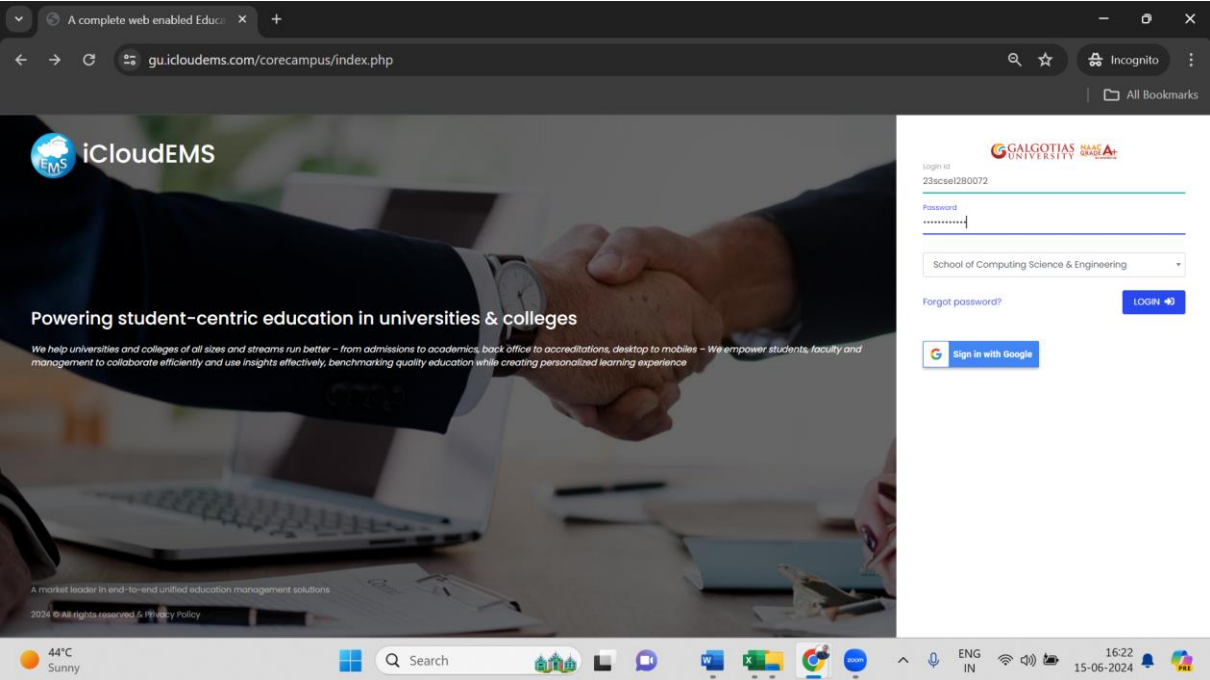 A complete web enabled Educa
gu.icloudems.com/corecampus/index.php
Incognito
All Bookmarks
EMS
iCloudEMS
Powering student-centric education in universities & colleges
We help universities and colleges of all sizes and streams run better – from admissions to academics, back office to accreditations, desktop to mobiles – We empower students, faculty and
management to collaborate efficiently and use insights effectively, benchmarking quality education while creating personalized learning experience
A market leader in end-to-end unified education management solutions
2024 © All rights reserved & Privacy Policy
GALGOTIAS
UNIVERSITY
NAAC
GRADE A+
Login Id
23scse1280072
Password
••••••••••••
School of Computing Science & Engineering
Forgot password?
LOGIN
G Sign in with Google
44°C
Sunny
Search
zoom
ENG
IN
16:22
15-06-2024
PRE